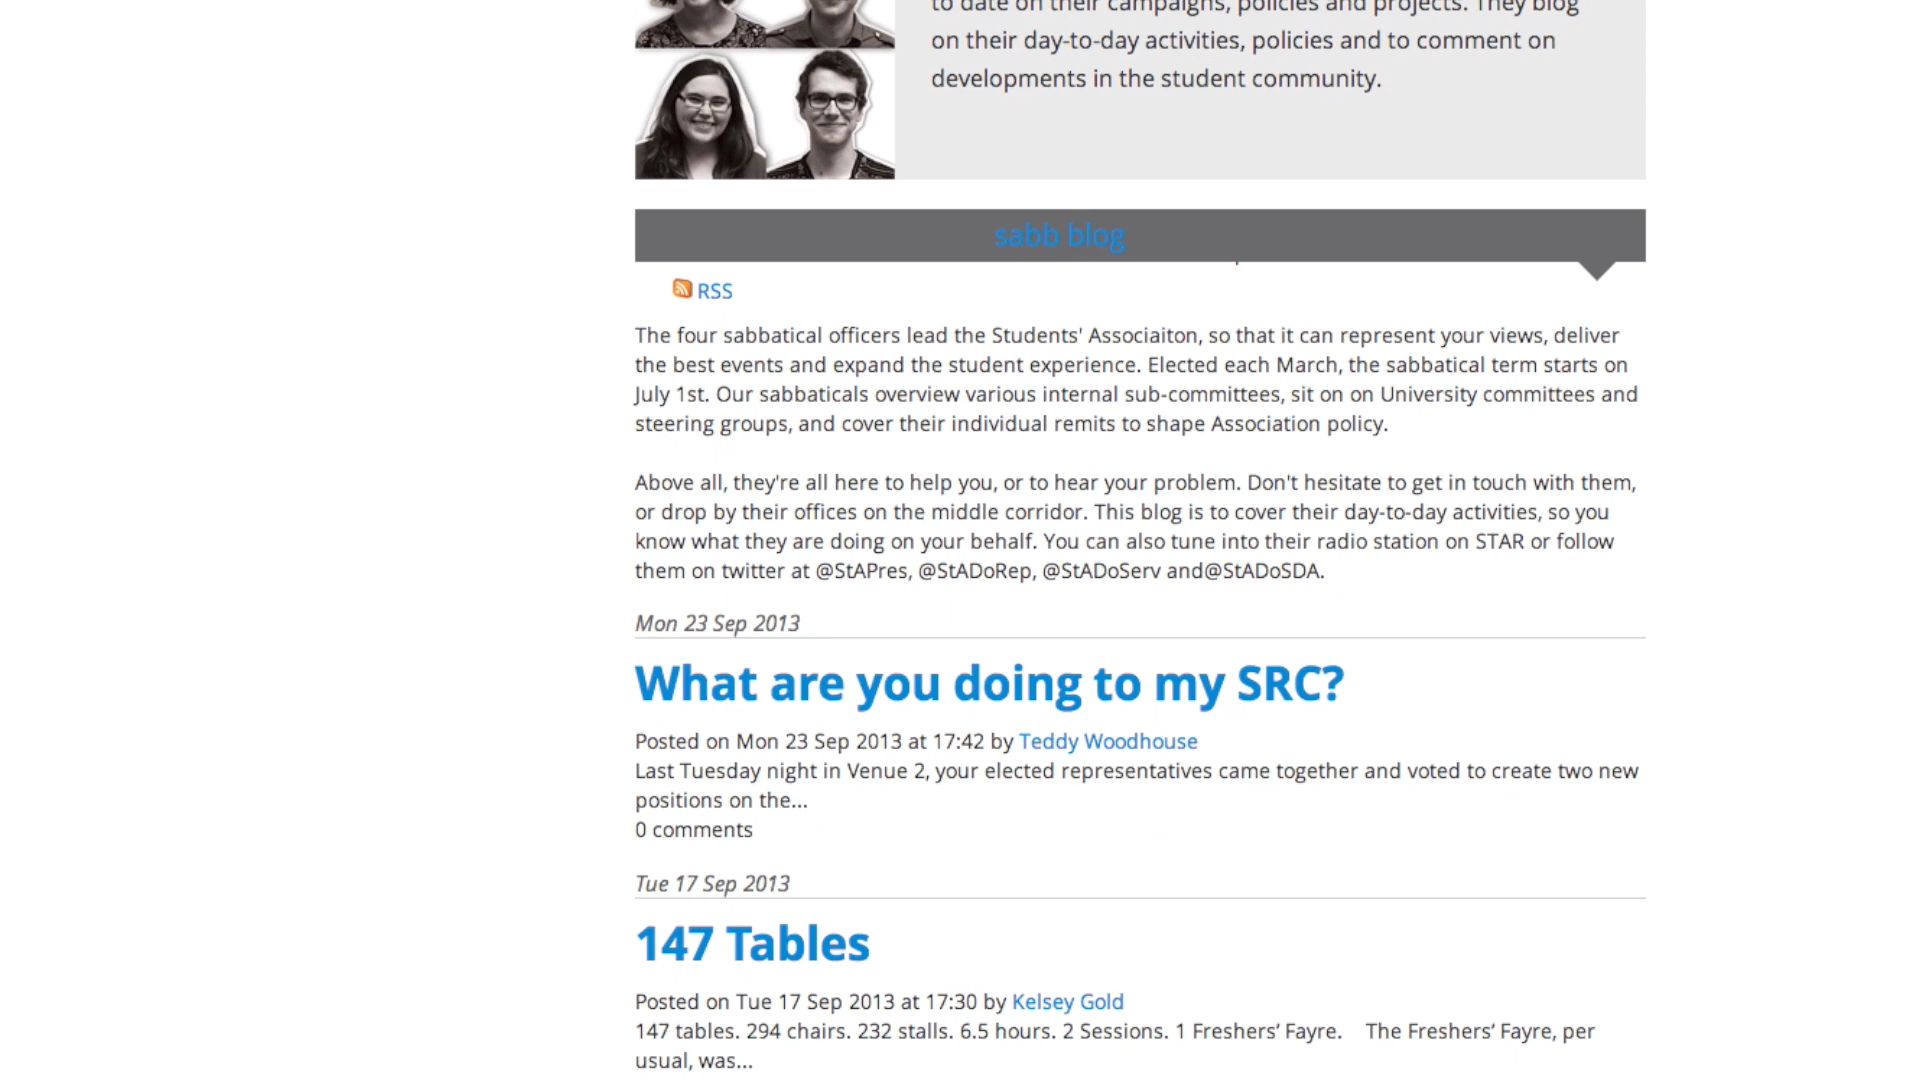 to date on their campaigns, policies and projects. They blog
on their day-to-day activities, policies and to comment on
developments in the student community.
sabb blog
RSS
The four sabbatical officers lead the Students' Associaiton, so that it can represent your views, deliver
the best events and expand the student experience. Elected each March, the sabbatical term starts on
July 1st. Our sabbaticals overview various internal sub-committees, sit on on University committees and
steering groups, and cover their individual remits to shape Association policy.
Above all, they're all here to help you, or to hear your problem. Don't hesitate to get in touch with them,
or drop by their offices on the middle corridor. This blog is to cover their day-to-day activities, so you
know what they are doing on your behalf. You can also tune into their radio station on STAR or follow
them on twitter at @StAPres, @StADoRep, @StADoServ and@StADoSDA.
Mon 23 Sep 2013
What are you doing to my SRC?
Posted on Mon 23 Sep 2013 at 17:42 by Teddy Woodhouse
Last Tuesday night in Venue 2, your elected representatives came together and voted to create two new
positions on the...
0 comments
Tue 17 Sep 2013
147 Tables
Posted on Tue 17 Sep 2013 at 17:30 by Kelsey Gold
147 tables. 294 chairs. 232 stalls. 6.5 hours. 2 Sessions. 1 Freshers’ Fayre. The Freshers’ Fayre, per
usual, was...